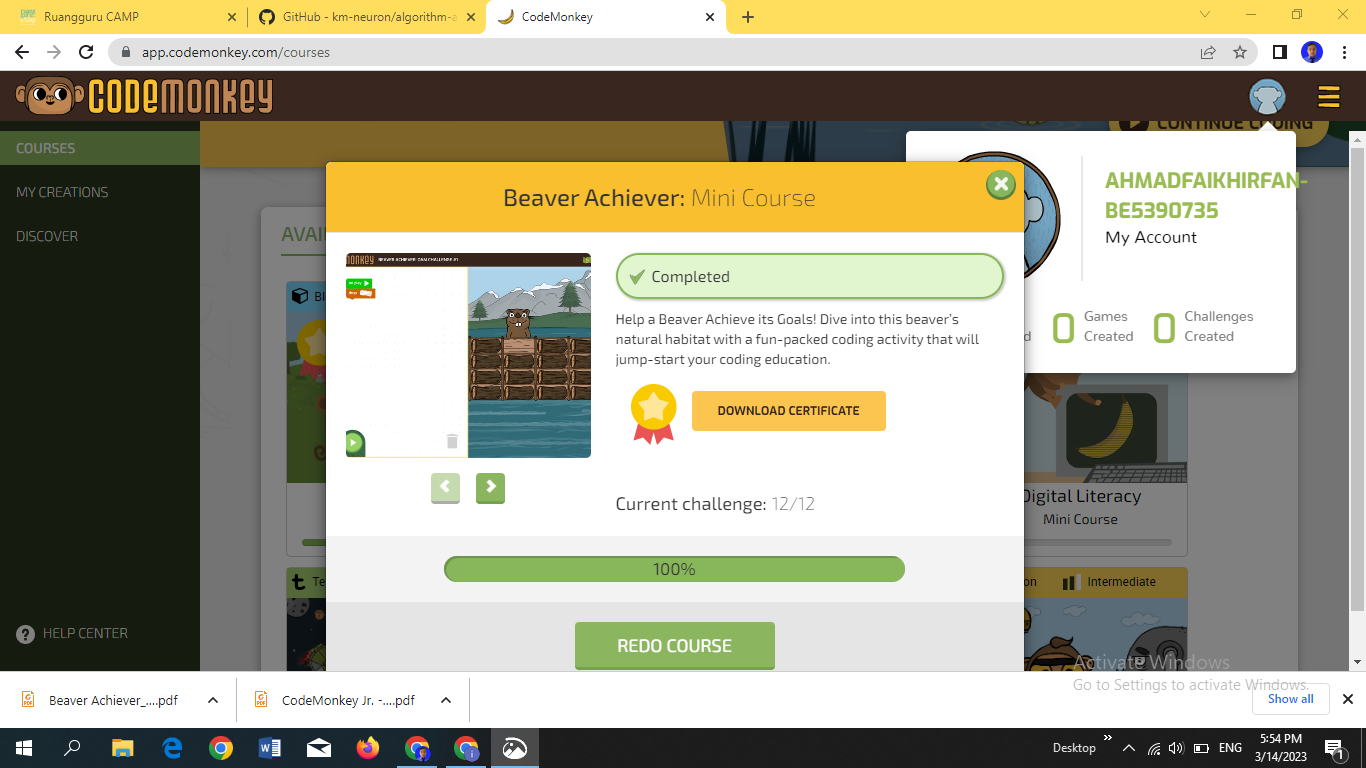 Ruangguru CAMP
GitHub - km-neuron/algorithm-a
CodeMonkey
app.codemonkey.com/courses
CODEMONKEY
CONTINUE CODING
COURSES
MY CREATIONS
DISCOVER
HELP CENTER
AHMADFAIKHIRFAN-
BE5390735
My Account
0 Games
Created
0 Challenges
Created
Beaver Achiever: Mini Course
Completed
Help a Beaver Achieve its Goals! Dive into this beaver's
natural habitat with a fun-packed coding activity that will
jump-start your coding education.
DOWNLOAD CERTIFICATE
Current challenge: 12/12
100%
REDO COURSE
Digital Literacy
Mini Course
Intermediate
Activate Windows
Go to Settings to activate Windows.
Beaver Achiever_....pdf
CodeMonkey Jr. -....pdf
Show all
Desktop
ENG
5:54 PM
3/14/2023
1